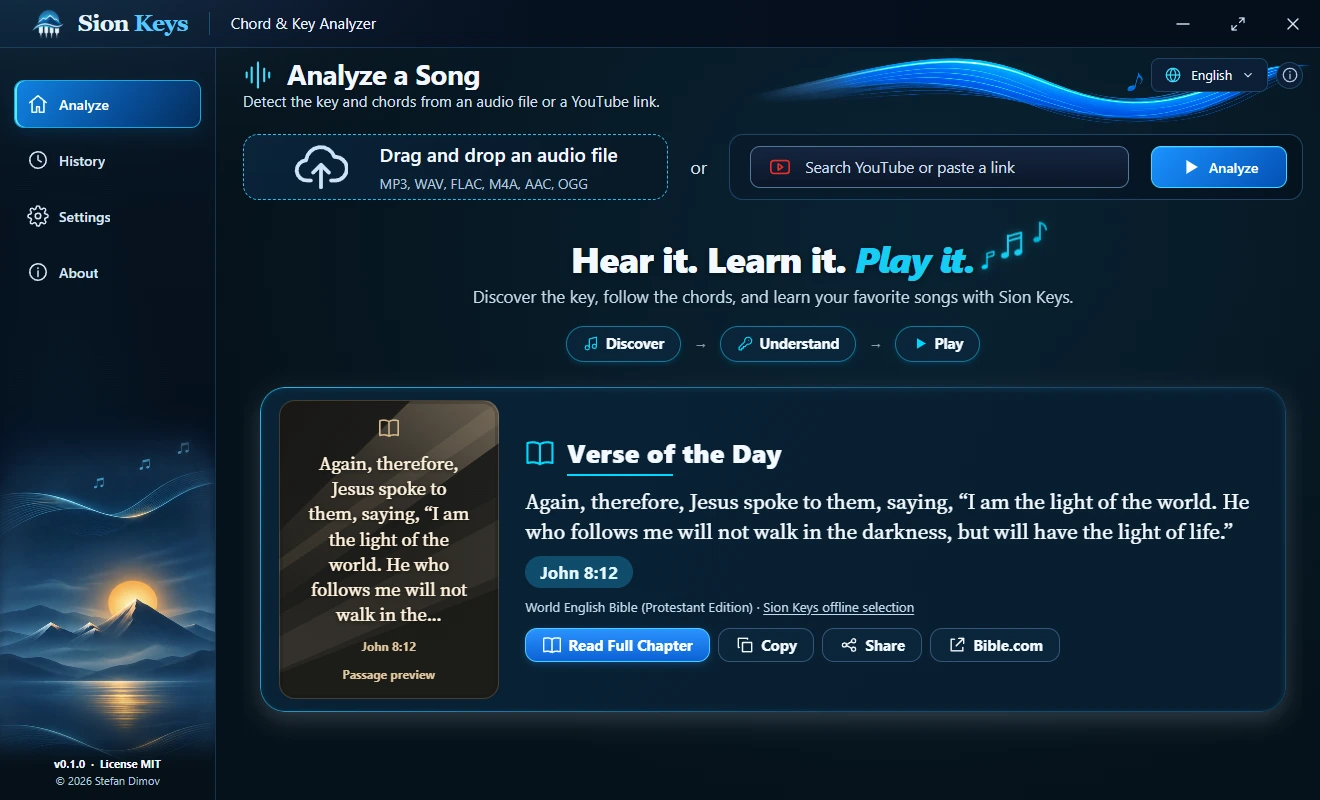 Sion Keys
Chord & Key Analyzer
Analyze
History
Settings
About
v0.1.0 · License MIT
© 2026 Stefan Dimov
Analyze a Song
Detect the key and chords from an audio file or a YouTube link.
English
Drag and drop an audio file
MP3, WAV, FLAC, M4A, AAC, OGG
or
Search YouTube or paste a link
Analyze
Hear it. Learn it. Play it.
Discover the key, follow the chords, and learn your favorite songs with Sion Keys.
Discover → Understand → Play
Again, therefore,
Jesus spoke to
them, saying, “I am
the light of the
world. He who
follows me will not
walk in the...
John 8:12
Passage preview
Verse of the Day
Again, therefore, Jesus spoke to them, saying, “I am the light of the world. He
who follows me will not walk in the darkness, but will have the light of life.”
John 8:12
World English Bible (Protestant Edition) · Sion Keys offline selection
Read Full Chapter
Copy
Share
Bible.com